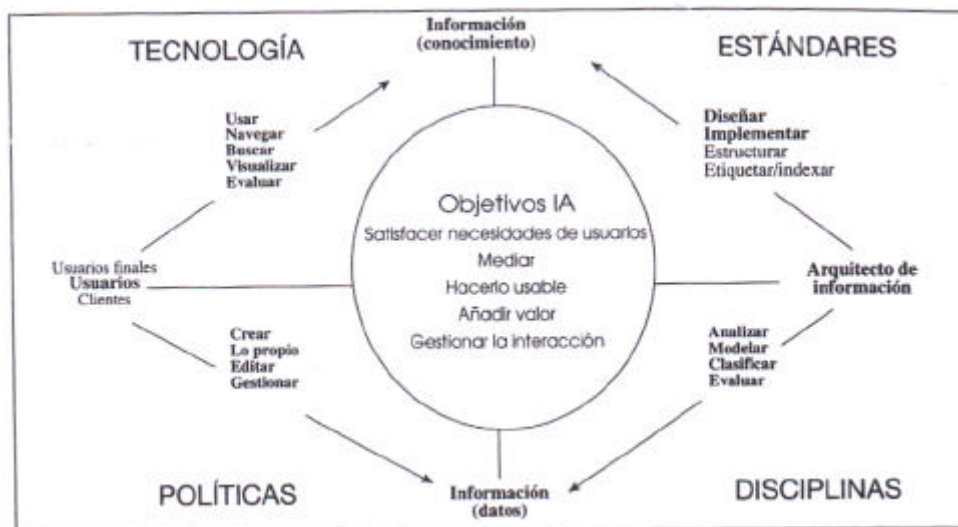 Información
(conocimiento)
TECNOLOGÍA
ESTÁNDARES
Usar
Navegar
Buscar
Visualizar
Evaluar
Diseñar
Implementar
Estructurar
Etiquetar/indexar
Objetivos IA
Satisfacer necesidades de usuarios
Mediar
Hacerlo usable
Añadir valor
Gestionar la interacción
Usuarios finales
Usuarios
Clientes
Arquitecto de
información
Crear
Lo propio
Editar
Gestionar
Analizar
Modelar
Clasificar
Evaluar
POLÍTICAS
Información
(datos)
DISCIPLINAS